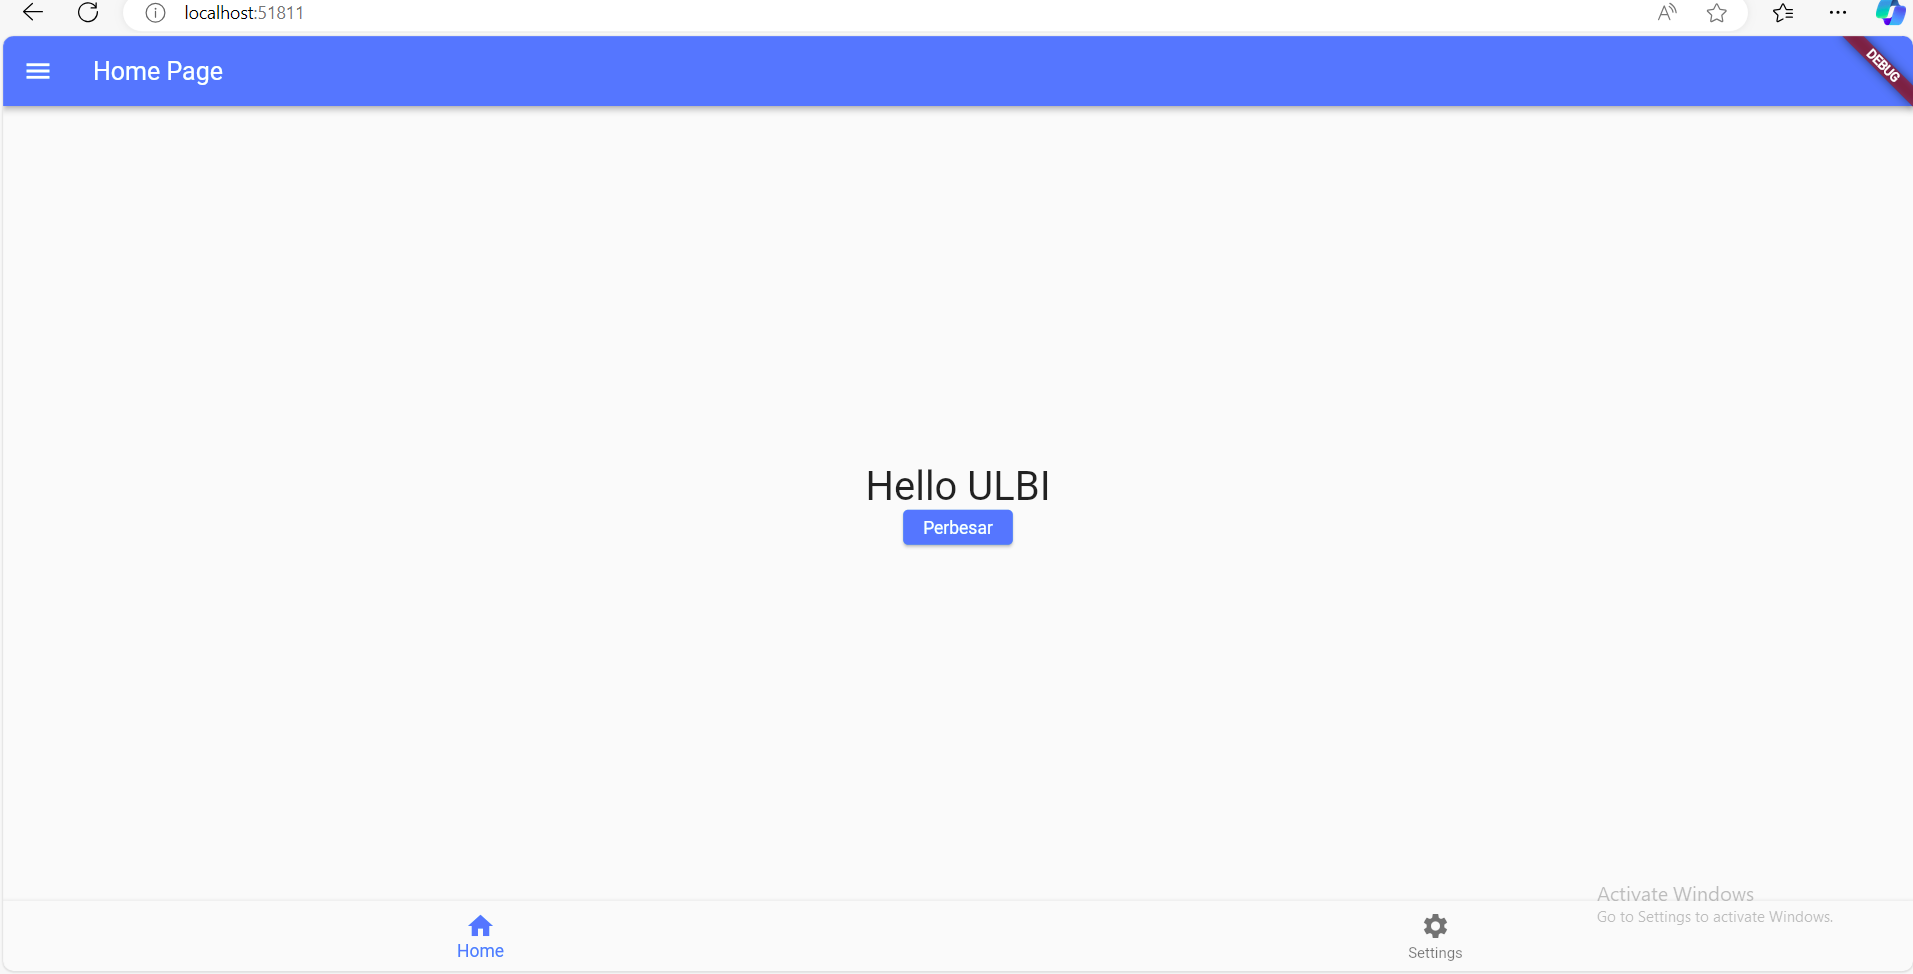 localhost:51811
Home Page
DEBUG
Hello ULBI
Perbesar
Activate Windows
Go to Settings to activate Windows.
Home
Settings